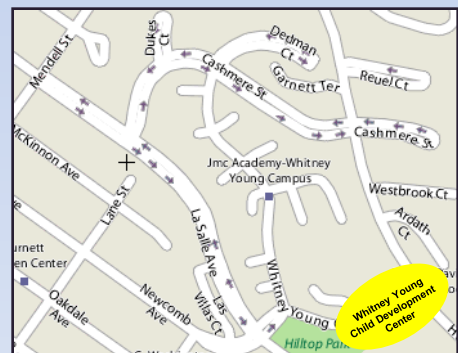 Dukes
Ct
Dedman
Ct
Mendell St
Cashmere St
Garnett Ter
Reuel Ct
Cashmere St
McKinnon Ave
Jmc Academy-Whitney
Young Campus
Westbrook Ct
Lane St
Ardath
Ct
La Salle Ave
urnett
en Center
Las
Villas Ct
Whitney
Young
Whitney Young
Child Development
Center
Oakdale
Ave
Newcomb
Ave
Hilltop Park